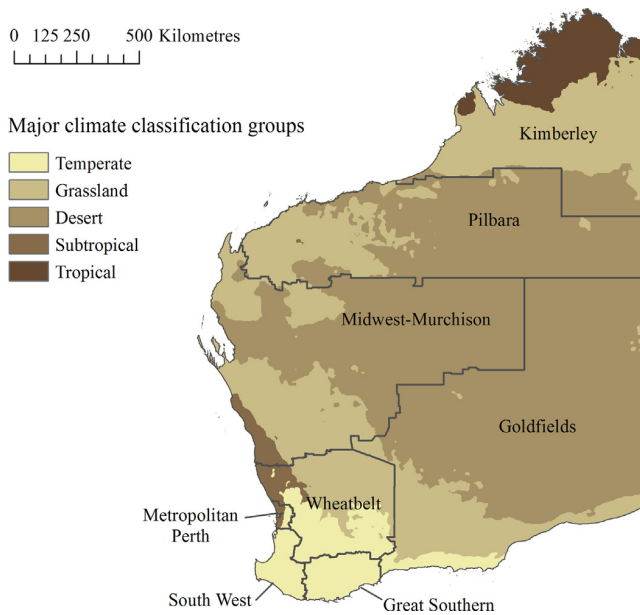 0 125 250 500 Kilometres
Major climate classification groups
Temperate
Grassland
Desert
Subtropical
Tropical
Kimberley
Pilbara
Midwest-Murchison
Goldfields
Wheatbelt
Metropolitan
Perth
South West
Great Southern